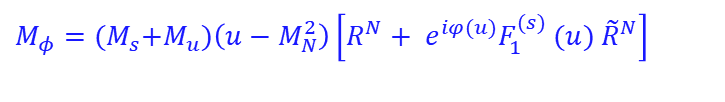 M_ϕ = (M_s+M_u)(u − M_N^2)[R^N + e^{iφ(u)}F_1^{(s)}(u) R̃^N]